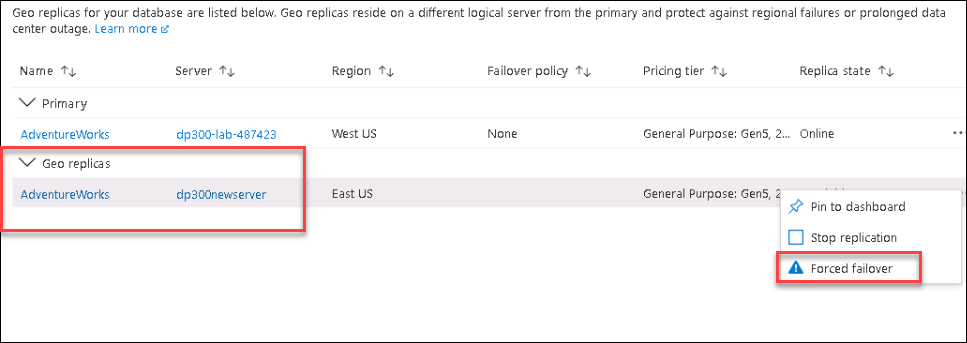 Geo replicas for your database are listed below. Geo replicas reside on a different logical server from the primary and protect against regional failures or prolonged data
center outage. Learn more
Name Server Region Failover policy Pricing tier Replica state
Primary
AdventureWorks dp300-lab-487423 West US None General Purpose: Gen5, 2... Online ...
Geo replicas
AdventureWorks dp300newserver East US General Purpose: Gen5, 2...
Pin to dashboard
Stop replication
Forced failover